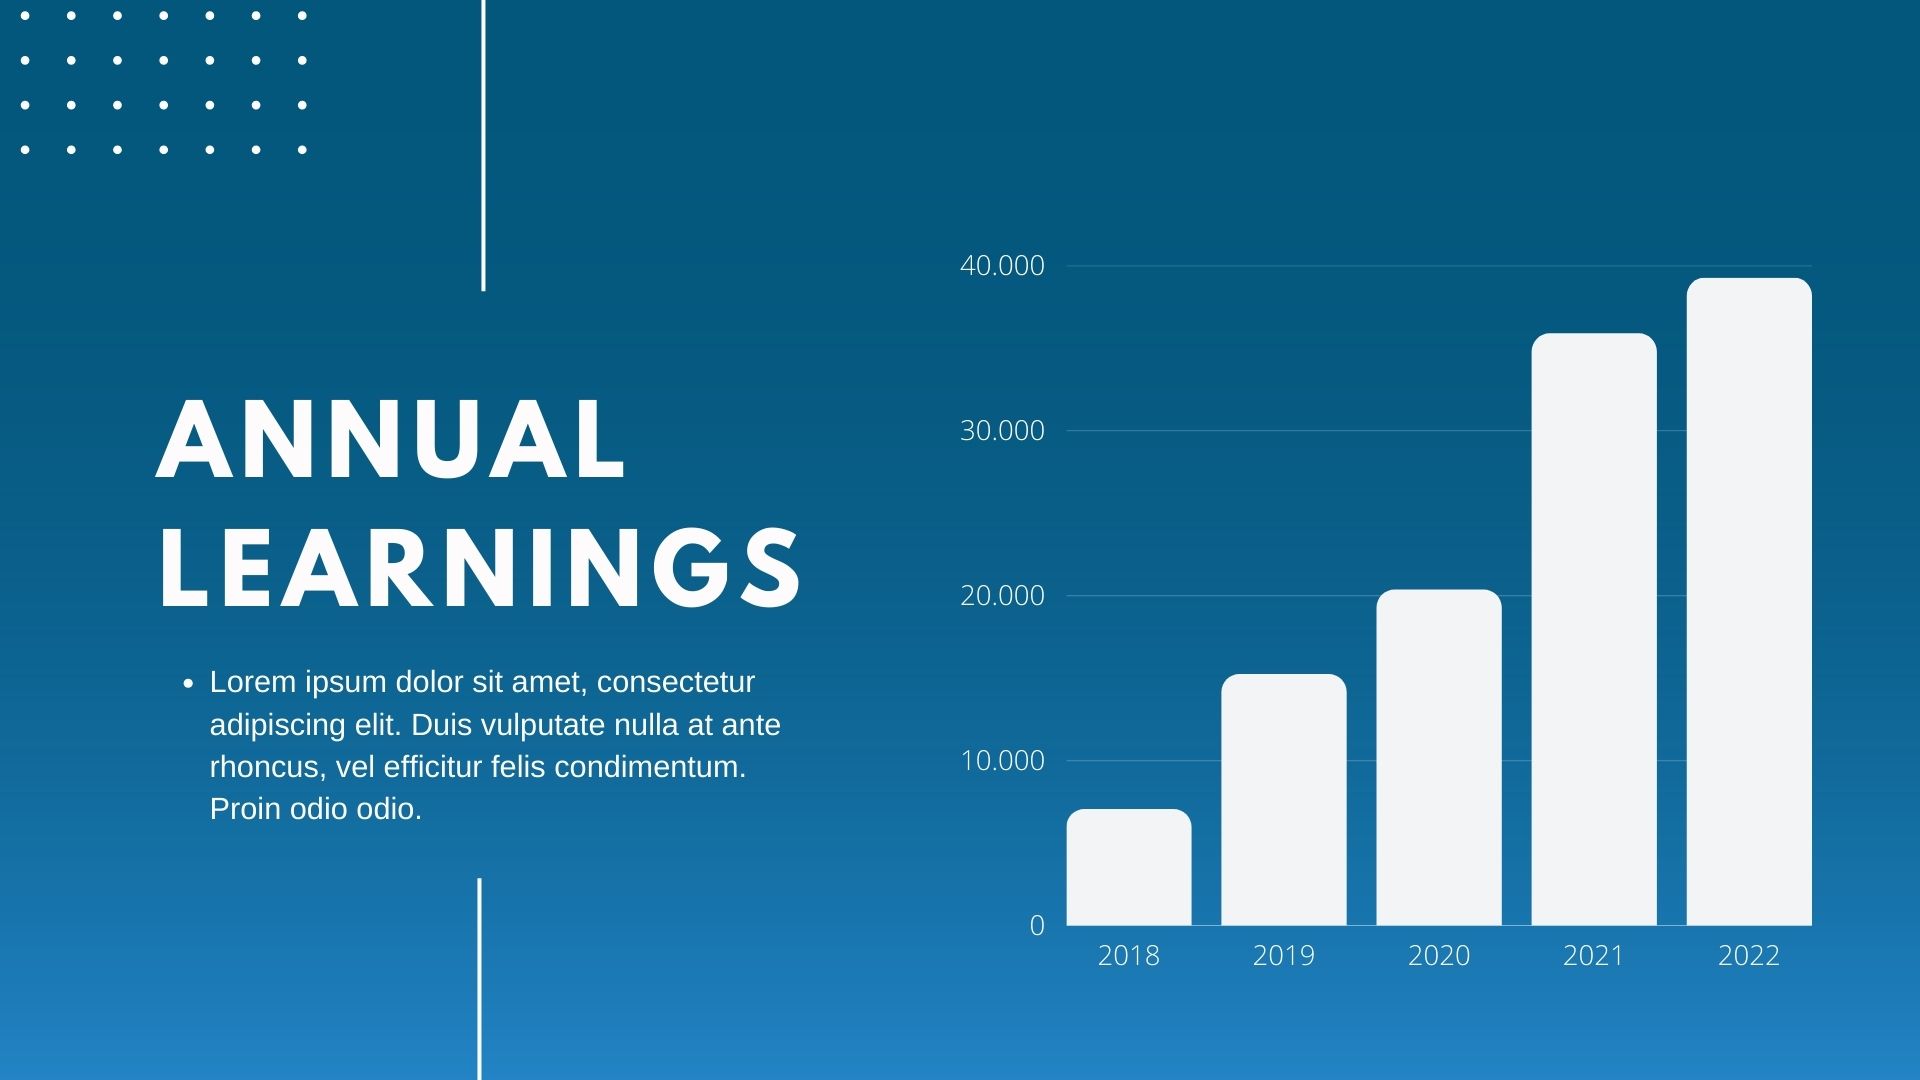 ANNUAL
LEARNINGS
• Lorem ipsum dolor sit amet, consectetur
adipiscing elit. Duis vulputate nulla at ante
rhoncus, vel efficitur felis condimentum.
Proin odio odio.
40.000
30.000
20.000
10.000
0
2018 2019 2020 2021 2022